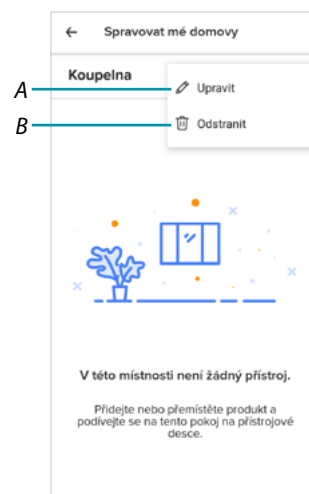 ← Spravovat mé domovy
Koupelna
A Upravit
B Odstranit
V této místnosti není žádný přístroj.
Přidejte nebo přemístěte produkt a
podívejte se na tento pokoj na přístrojové
desce.